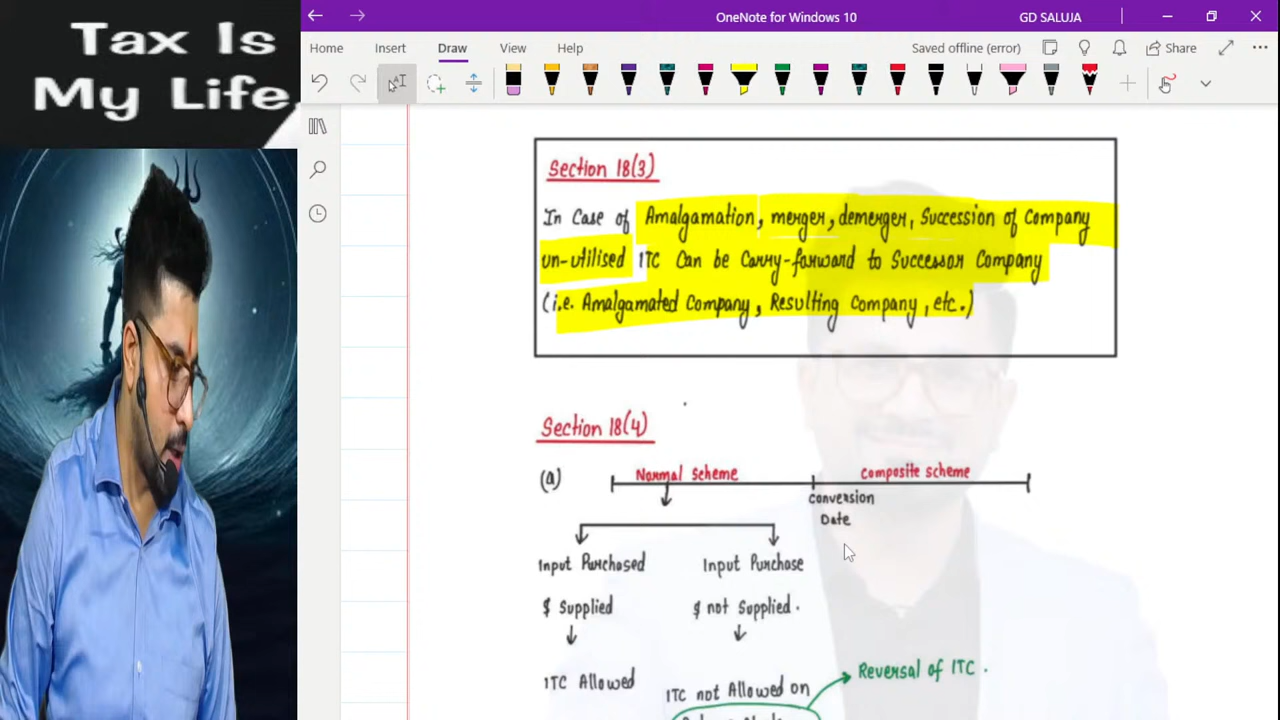 Tax Is
My Life
OneNote for Windows 10
GD SALUJA
Home
Insert
Draw
View
Help
Saved offline (error)
Share
Section 18(3)
In Case of Amalgamation, merger, demerger, Succession of Company
un-utilised ITC Can be Carry-forward to Successor Company
(i.e. Amalgamated Company, Resulting Company, etc.)
Section 18(4)
(a)
Normal Scheme
Composite scheme
Conversion
Date
Input Purchased
Input Purchase
$ Supplied
$ not Supplied.
ITC Allowed
ITC not Allowed on
Reversal of ITC.